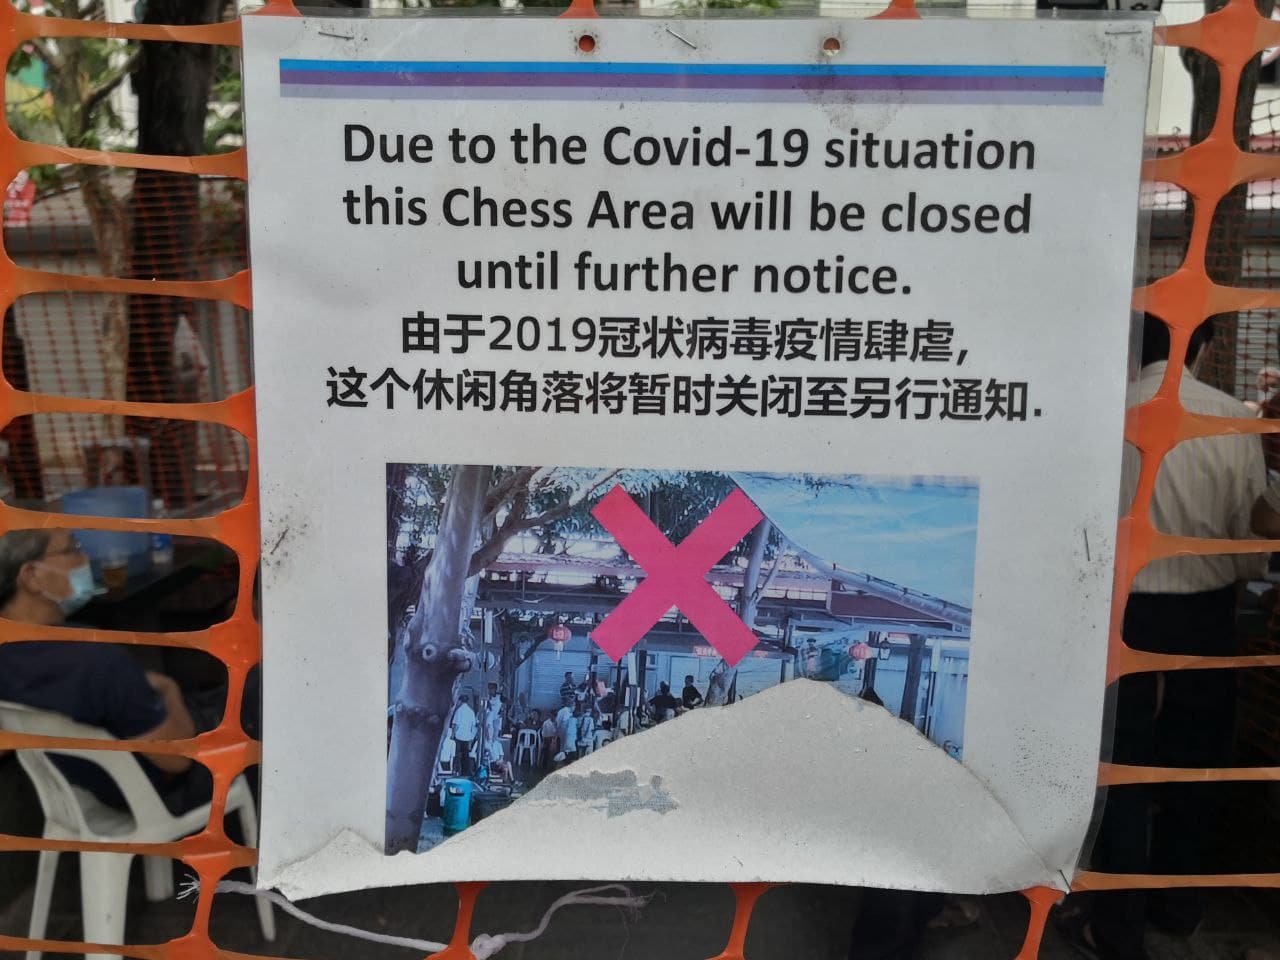 Due to the Covid-19 situation
this Chess Area will be closed
until further notice.
由于2019冠状病毒疫情肆虐,
这个休闲角落将暂时关闭至另行通知.